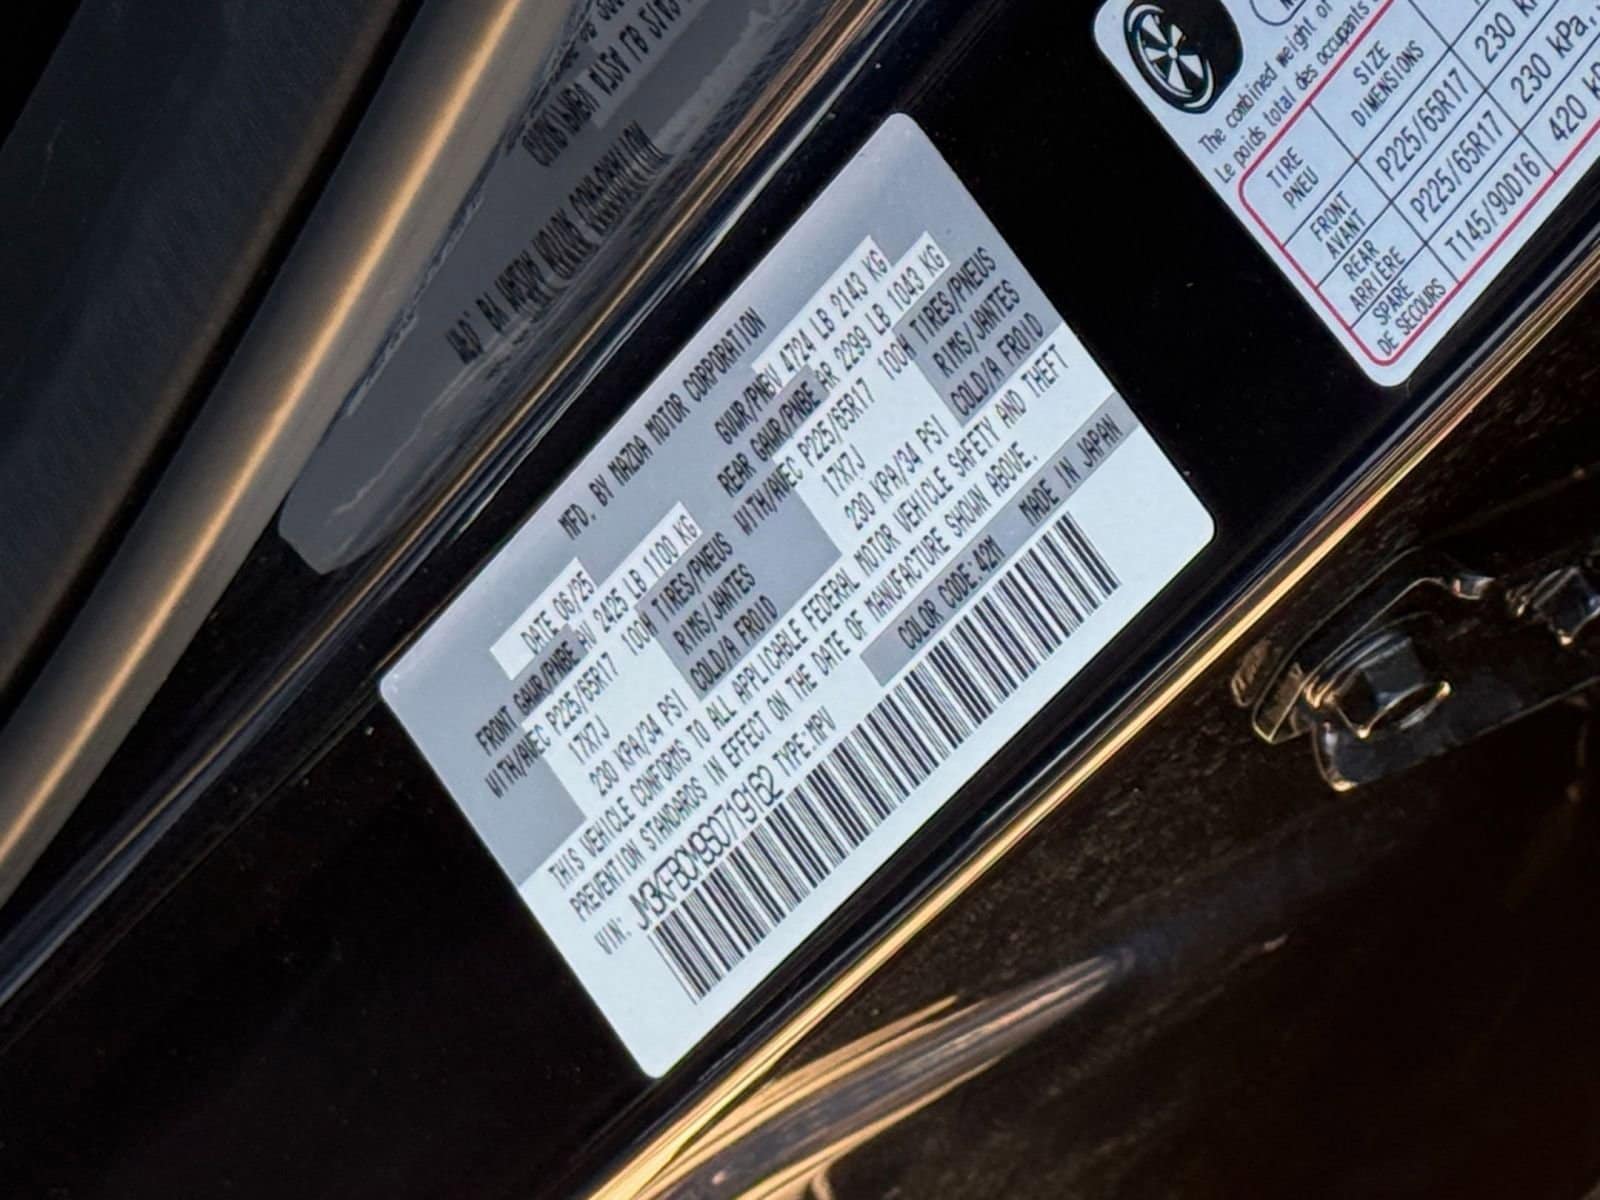 MFD. BY MAZDA MOTOR CORPORATION
DATE 06/25
GVWR/PNBV 4724 LB 2143 KG
FRONT GAWR/PNBE AV 2425 LB 1100 KG
REAR GAWR/PNBE AR 2299 LB 1043 KG
WITH/AVEC P225/65R17 100H TIRES/PNEUS
WITH/AVEC P225/65R17 100H TIRES/PNEUS
17X7J RIMS/JANTES
17X7J RIMS/JANTES
230 KPA/34 PSI COLD/A FROID
230 KPA/34 PSI COLD/A FROID
THIS VEHICLE CONFORMS TO ALL APPLICABLE FEDERAL MOTOR VEHICLE SAFETY AND THEFT
PREVENTION STANDARDS IN EFFECT ON THE DATE OF MANUFACTURE SHOWN ABOVE.
VIN: JM3KFBCM9S0719162 TYPE:MPV
COLOR CODE:42M
MADE IN JAPAN
The combined weight of
Le poids total des occupants
TIRE
PNEU
SIZE
DIMENSIONS
FRONT
AVANT
P225/65R17
230
REAR
ARRIÈRE
P225/65R17
230 kPa,
SPARE
DE SECOURS
T145/90D16
420